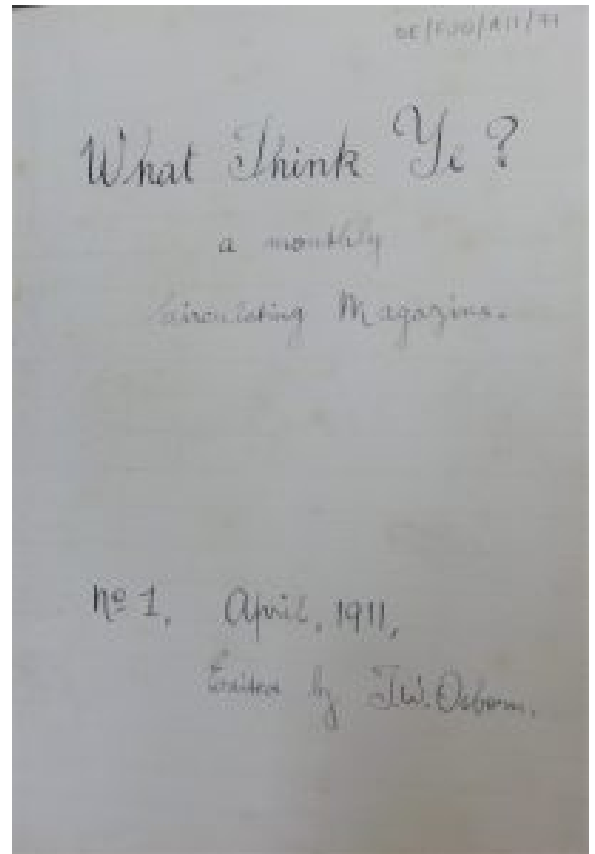 What Think Ye?
a monthly
Circulating Magazine.
No 1. April, 1911,
Edited by J.W. Osborn.